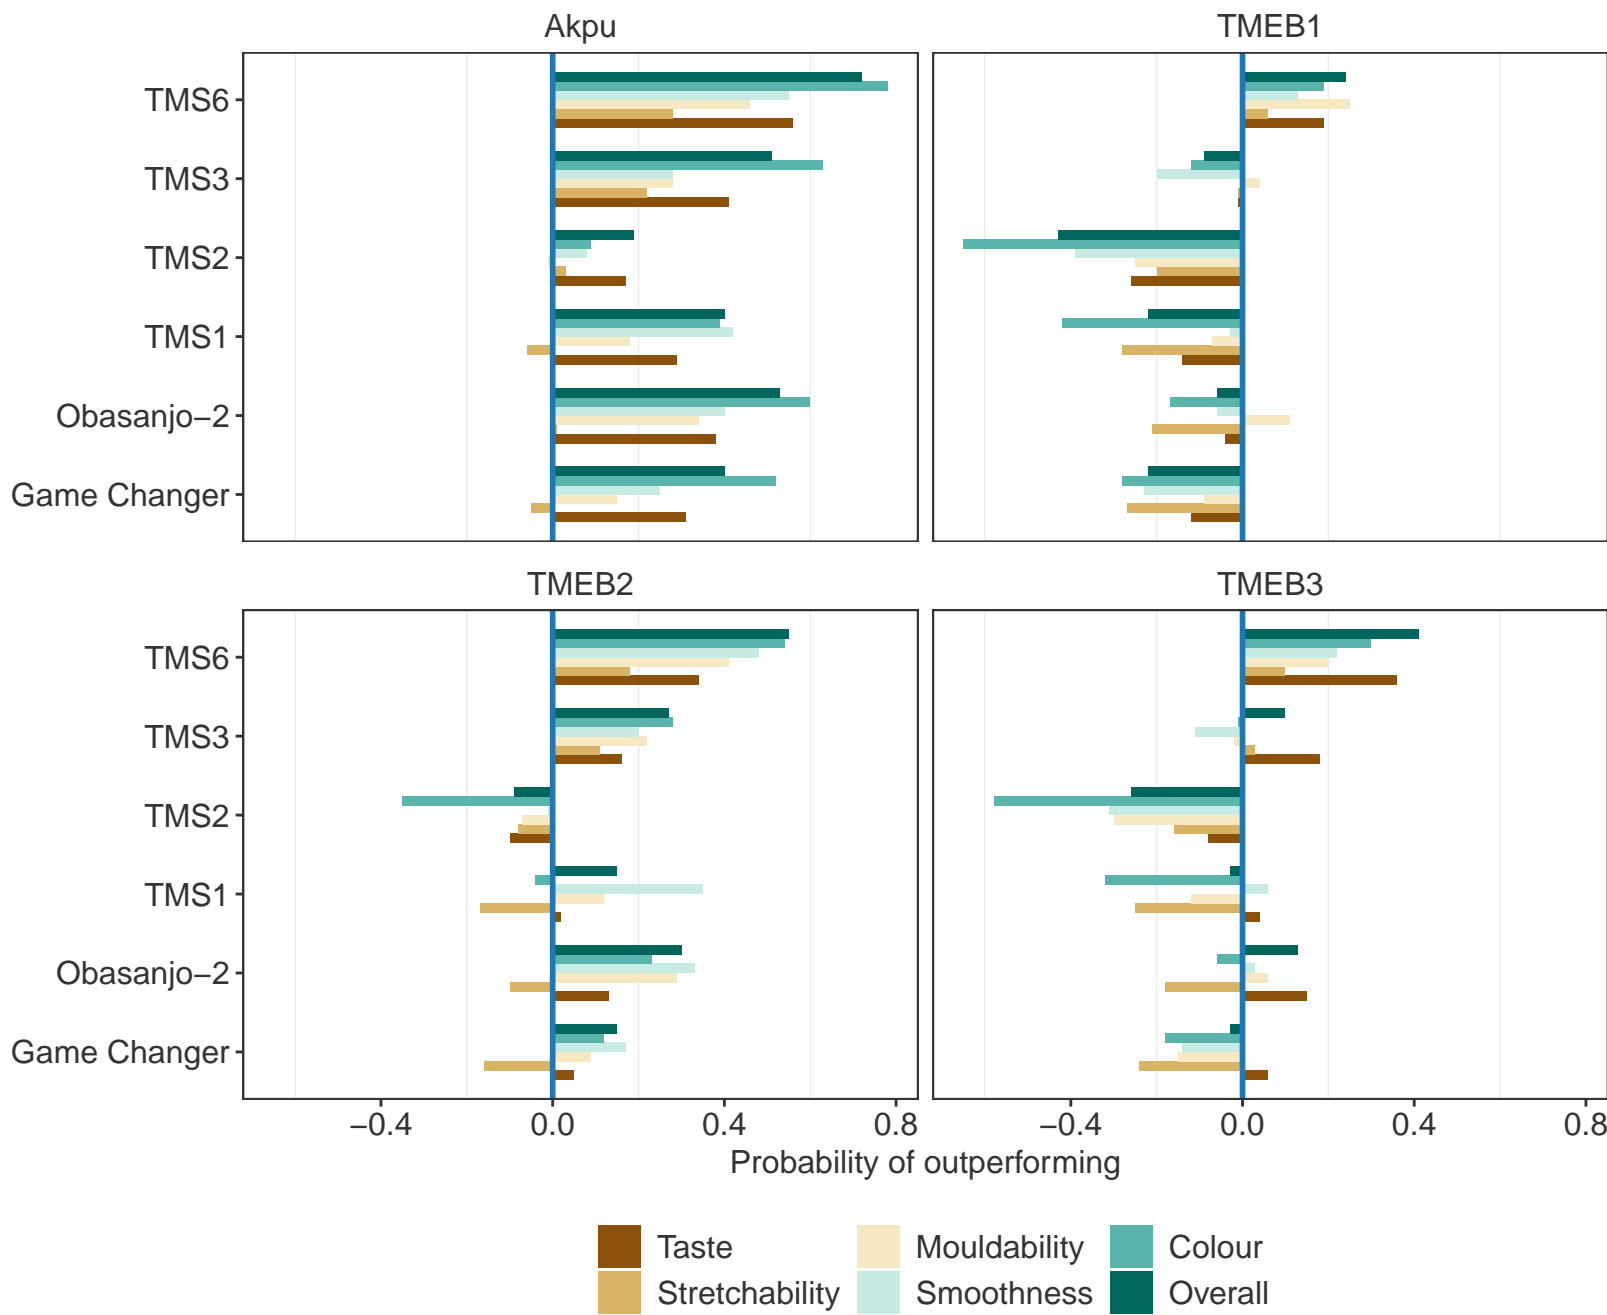 Akpu
TMEB1
TMS6
TMS3
TMS2
TMS1
Obasanjo−2
Game Changer
TMEB2
TMEB3
TMS6
TMS3
TMS2
TMS1
Obasanjo−2
Game Changer
−0.4 0.0 0.4 0.8 −0.4 0.0 0.4 0.8
Probability of outperforming
Taste Mouldability Colour
Stretchability Smoothness Overall